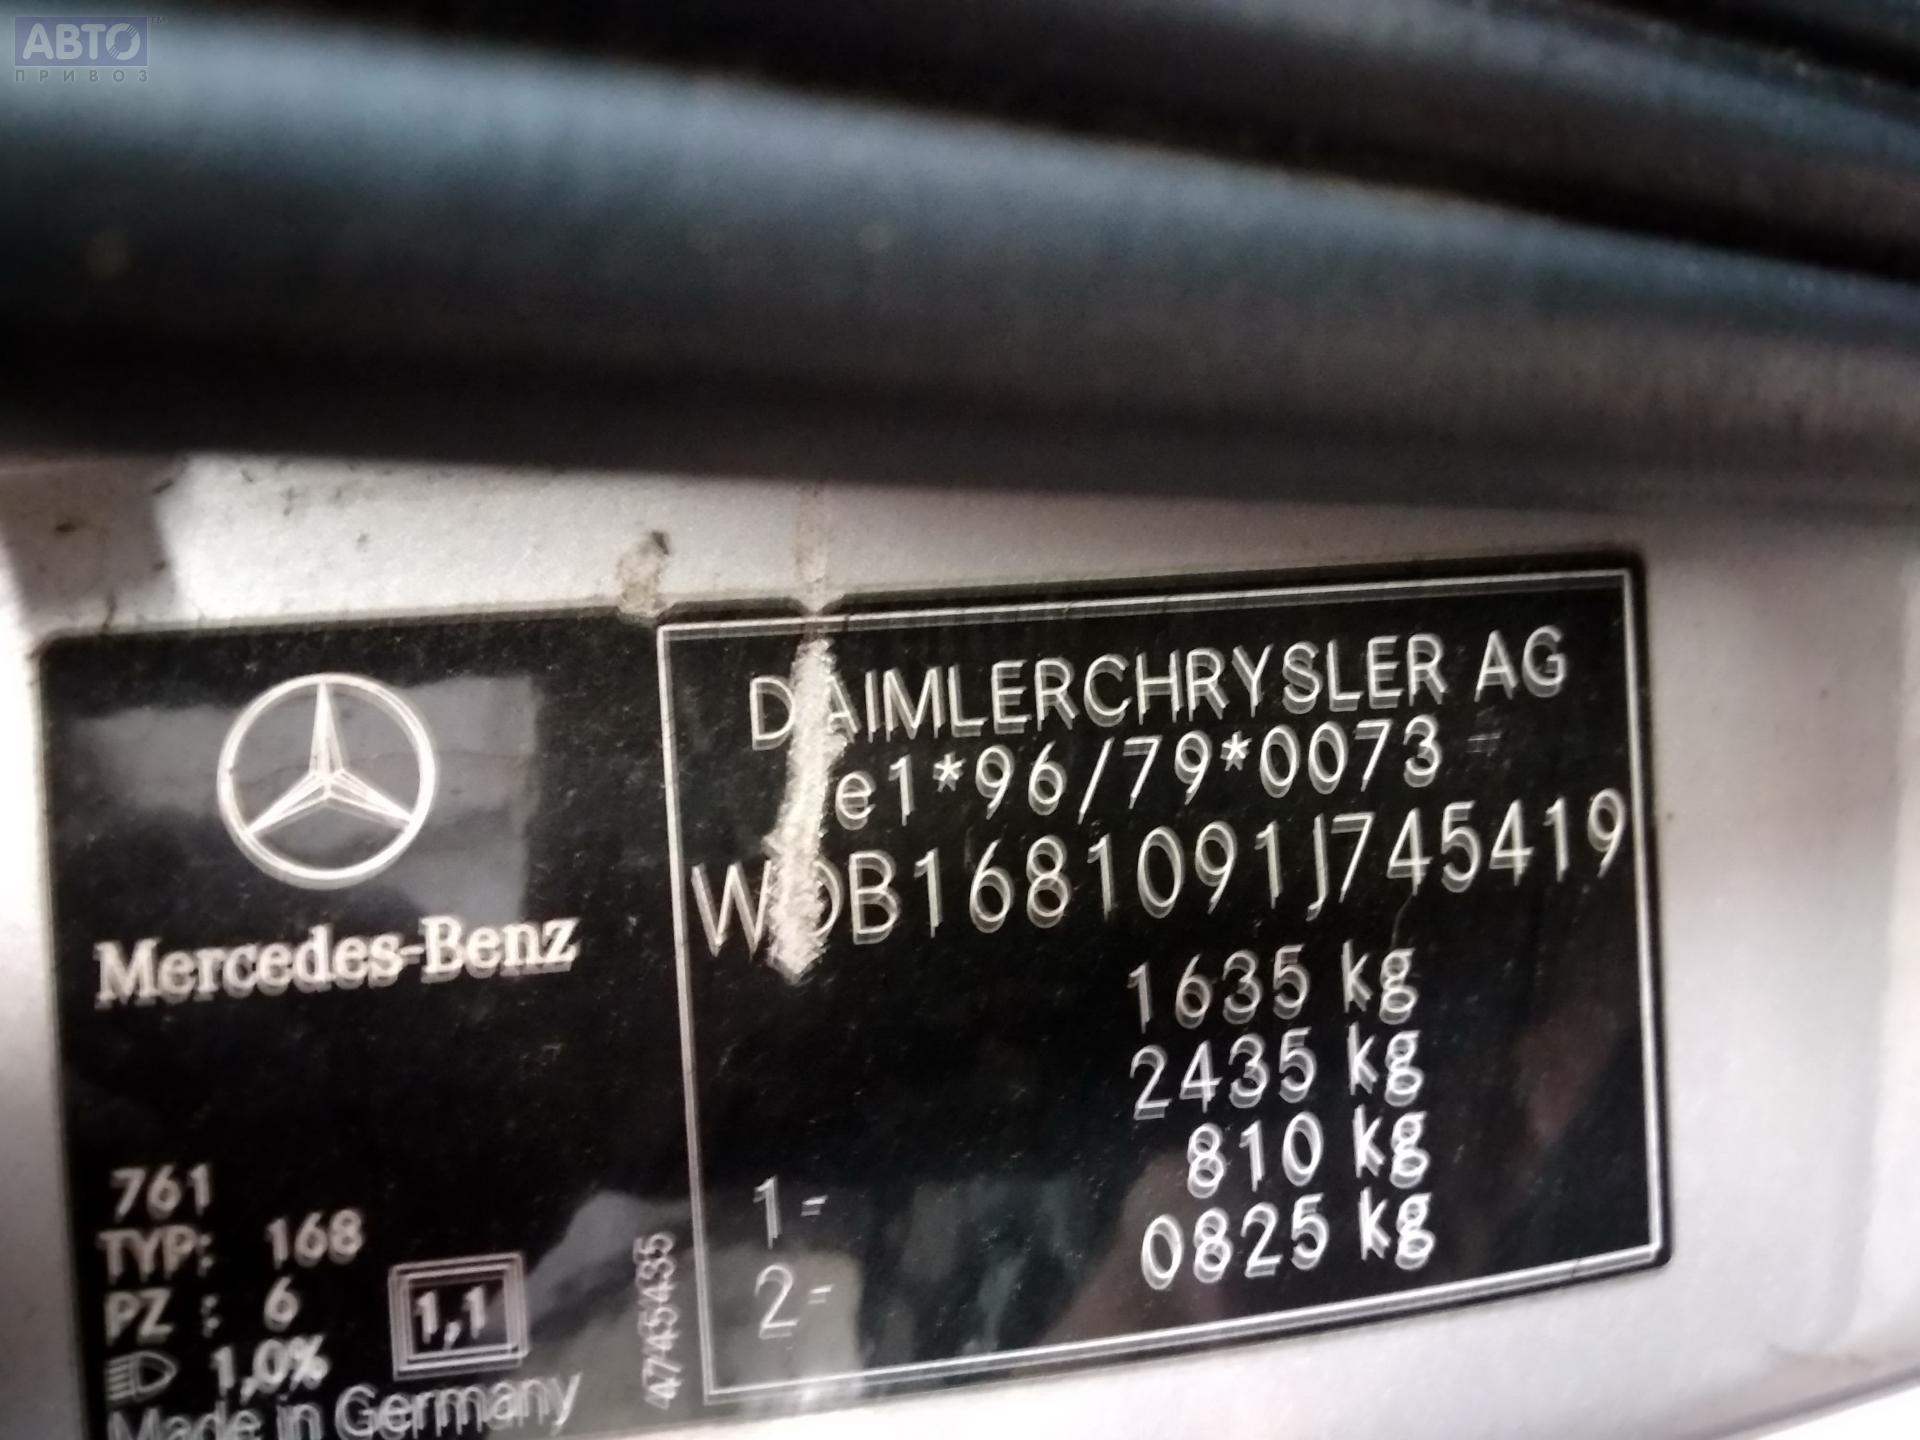 АВТО™
ПРИВОЗ
DAIMLERCHRYSLER AG
e1*96/79*0073
WDB1681091J745419
1635 kg
2435 kg
1- 810 kg
2- 0825 kg
Mercedes-Benz
761
TYP: 168
PZ : 6
1,0%
1,1
Made in Germany
4745435